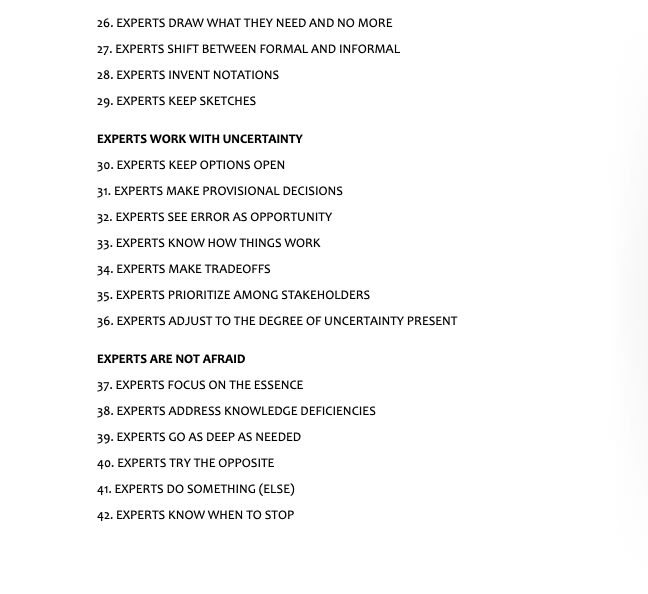 26. EXPERTS DRAW WHAT THEY NEED AND NO MORE
27. EXPERTS SHIFT BETWEEN FORMAL AND INFORMAL
28. EXPERTS INVENT NOTATIONS
29. EXPERTS KEEP SKETCHES
EXPERTS WORK WITH UNCERTAINTY
30. EXPERTS KEEP OPTIONS OPEN
31. EXPERTS MAKE PROVISIONAL DECISIONS
32. EXPERTS SEE ERROR AS OPPORTUNITY
33. EXPERTS KNOW HOW THINGS WORK
34. EXPERTS MAKE TRADEOFFS
35. EXPERTS PRIORITIZE AMONG STAKEHOLDERS
36. EXPERTS ADJUST TO THE DEGREE OF UNCERTAINTY PRESENT
EXPERTS ARE NOT AFRAID
37. EXPERTS FOCUS ON THE ESSENCE
38. EXPERTS ADDRESS KNOWLEDGE DEFICIENCIES
39. EXPERTS GO AS DEEP AS NEEDED
40. EXPERTS TRY THE OPPOSITE
41. EXPERTS DO SOMETHING (ELSE)
42. EXPERTS KNOW WHEN TO STOP